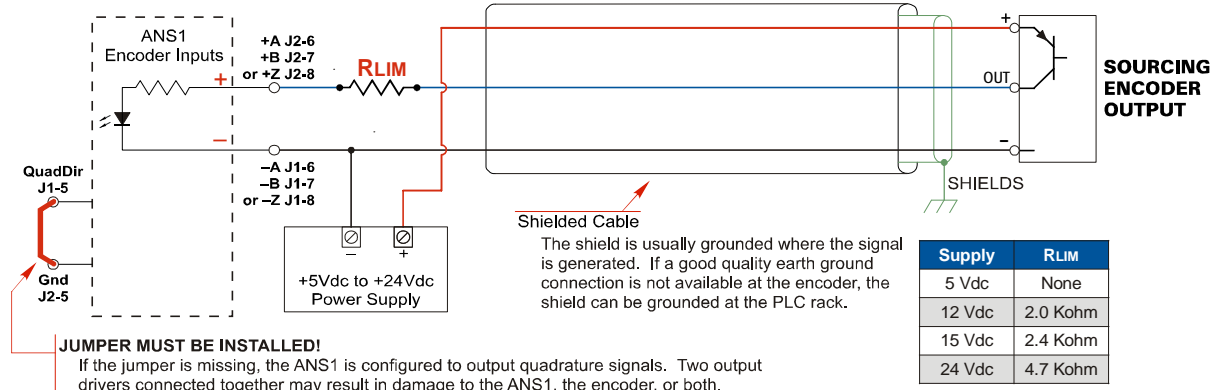 ANS1
Encoder Inputs
+A J2-6
+B J2-7
or +Z J2-8
RLIM
+
–
–A J1-6
–B J1-7
or –Z J1-8
QuadDir
J1-5
Gnd
J2-5
–
+
+5Vdc to +24Vdc
Power Supply
+
OUT
–
SOURCING
ENCODER
OUTPUT
SHIELDS
Shielded Cable
The shield is usually grounded where the signal
is generated. If a good quality earth ground
connection is not available at the encoder, the
shield can be grounded at the PLC rack.
Supply RLIM
5 Vdc None
12 Vdc 2.0 Kohm
15 Vdc 2.4 Kohm
24 Vdc 4.7 Kohm
JUMPER MUST BE INSTALLED!
If the jumper is missing, the ANS1 is configured to output quadrature signals. Two output
drivers connected together may result in damage to the ANS1, the encoder, or both.